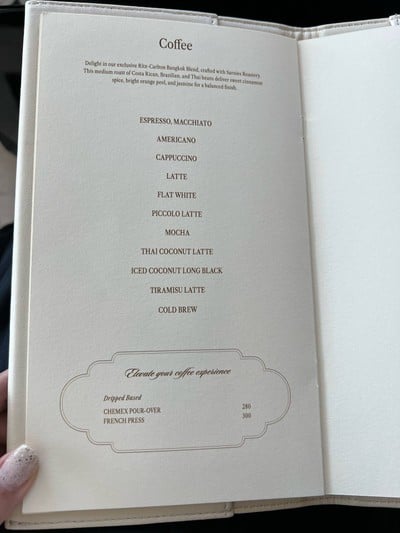 Coffee
Delight in our exclusive Ritz-Carlton Bangkok Blend, crafted with Sarnies Roastery.
This medium roast of Costa Rican, Brazilian, and Thai beans deliver sweet cinnamon
spice, bright orange peel, and jasmine for a balanced finish.
ESPRESSO, MACCHIATO
AMERICANO
CAPPUCCINO
LATTE
FLAT WHITE
PICCOLO LATTE
MOCHA
THAI COCONUT LATTE
ICED COCONUT LONG BLACK
TIRAMISU LATTE
COLD BREW
Elevate your coffee experience
Dripped Based
CHEMEX POUR-OVER 280
FRENCH PRESS 300